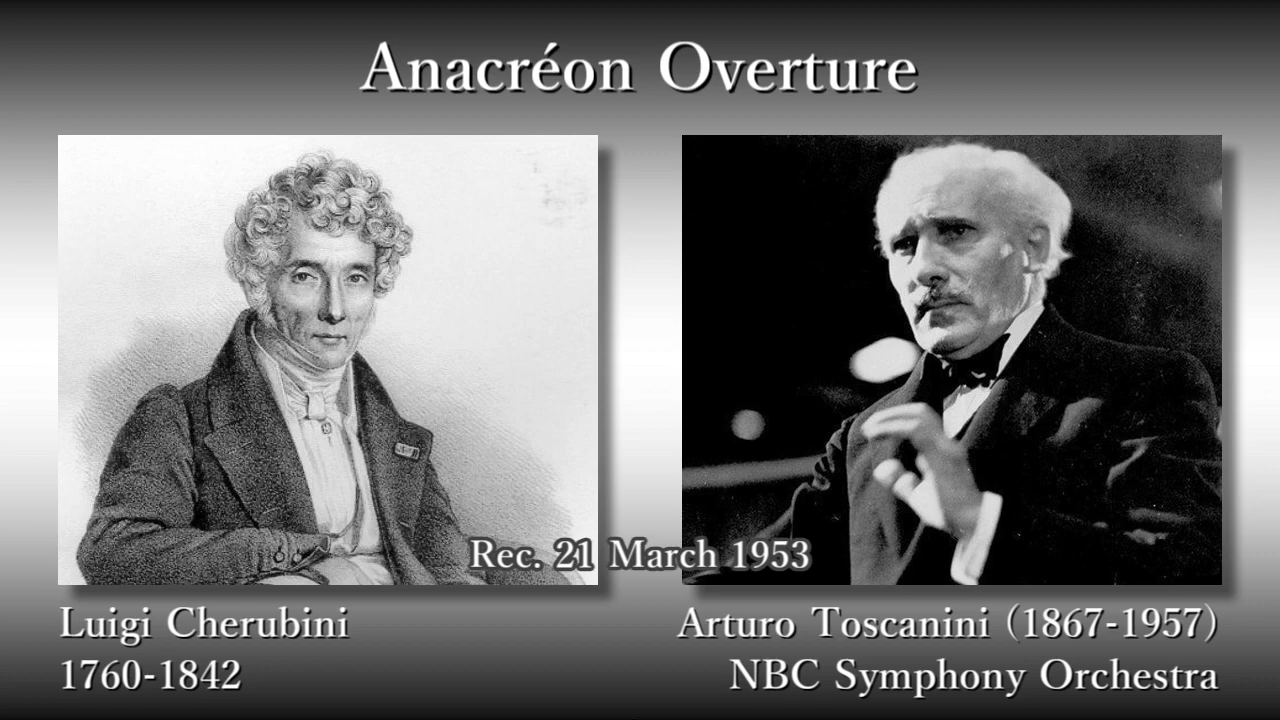 Anacréon Overture
Rec. 21 March 1953
Luigi Cherubini
1760-1842
Arturo Toscanini (1867-1957)
NBC Symphony Orchestra